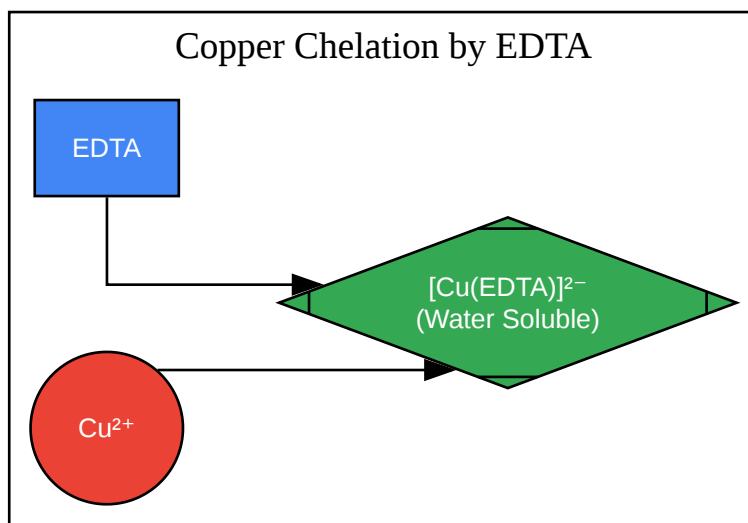 Copper Chelation by EDTA
EDTA
[Cu(EDTA)]²⁻
(Water Soluble)
Cu²⁺